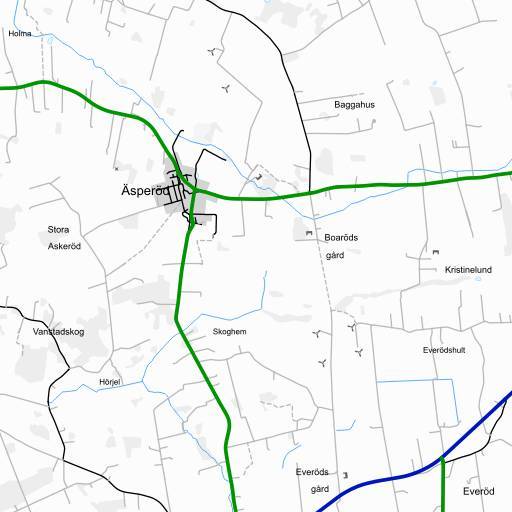 Holma
Baggahus
Äsperöd
Stora
Askeröd
Boaröds
gård
Kristinelund
Vanstadskog
Skoghem
Everödshult
Hörjel
Everöds
gård
Everöd